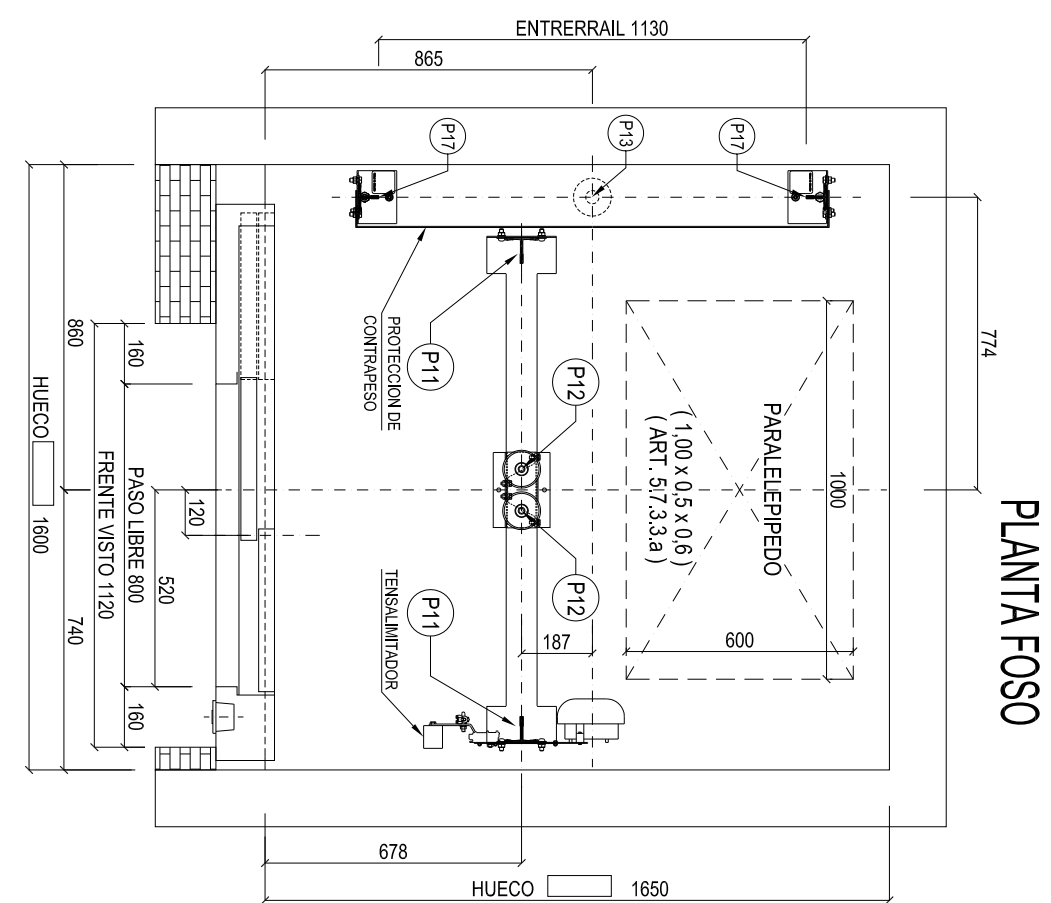 PLANTA FOSO
ENTRERRAIL 1130
865
P17
P13
P17
774
P11
PROTECCION DE
CONTRAPESO
P12
P12
P11
TENSALIMITADOR
PARALELIEPIPEDO
( 1,00 x 0,5 x 0,6 )
( ART. 5.7.3.3.a )
1000
600
187
860
160
HUECO 1600
PASO LIBRE 800
FRENTE VISTO 1120
120
520
740
160
678
HUECO 1650